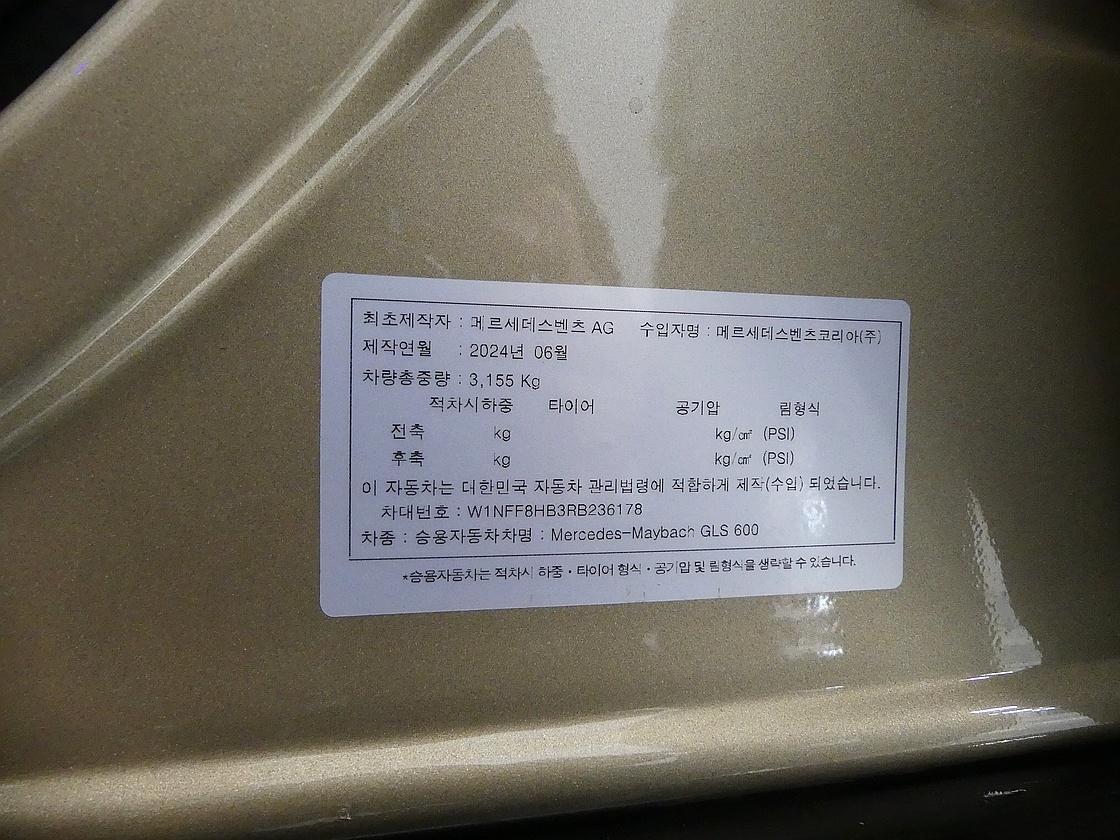 최초제작자 : 메르세데스벤츠 AG 수입자명 : 메르세데스벤츠코리아(주)
제작연월 : 2024년 06월
차량총중량 : 3,155 Kg
적차시하중 타이어 공기압 림형식
전축 kg kg/㎠ (PSI)
후축 kg kg/㎠ (PSI)
이 자동차는 대한민국 자동차 관리법령에 적합하게 제작(수입) 되었습니다.
차대번호 : W1NFF8HB3RB236178
차종 : 승용자동차차명 : Mercedes-Maybach GLS 600
*승용자동차는 적차시 하중·타이어 형식·공기압 및 림형식을 생략할 수 있습니다.